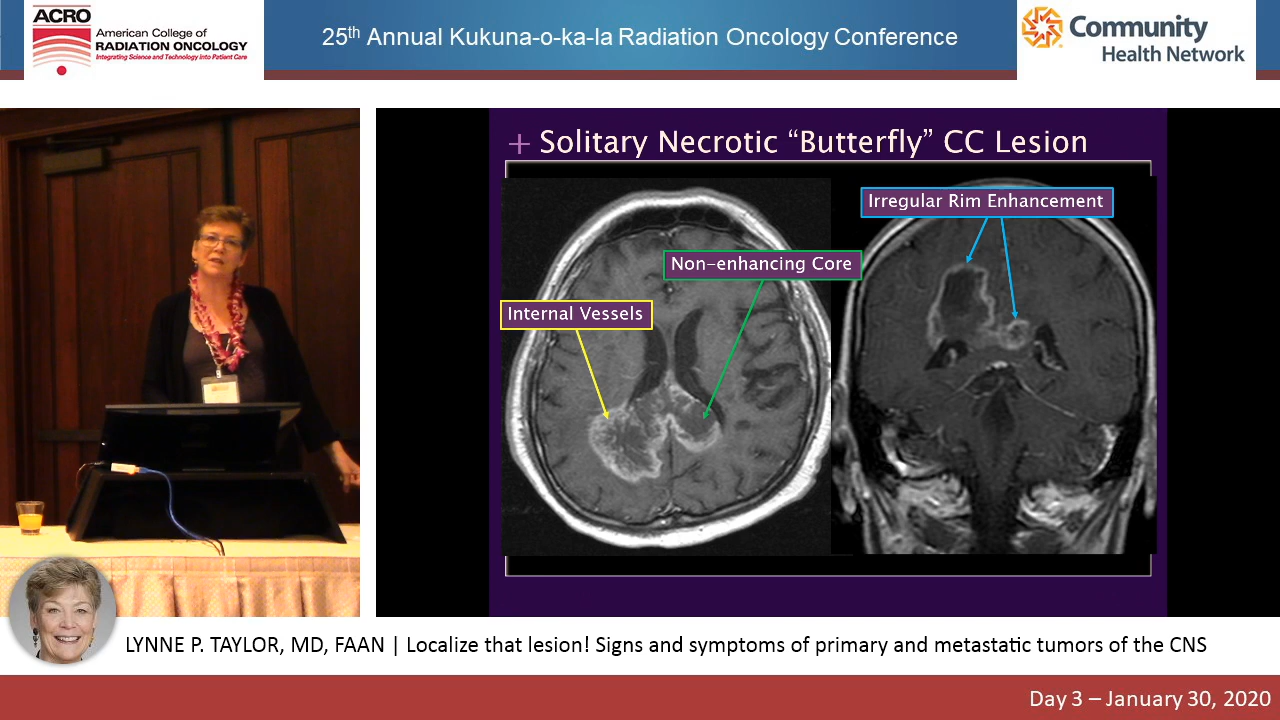 ACRO
American College of
RADIATION ONCOLOGY
Integrating Science and Technology into Patient Care
25th Annual Kukuna-o-ka-la Radiation Oncology Conference
Community
Health Network
+ Solitary Necrotic “Butterfly” CC Lesion
Irregular Rim Enhancement
Non-enhancing Core
Internal Vessels
LYNNE P. TAYLOR, MD, FAAN | Localize that lesion! Signs and symptoms of primary and metastatic tumors of the CNS
Day 3 – January 30, 2020